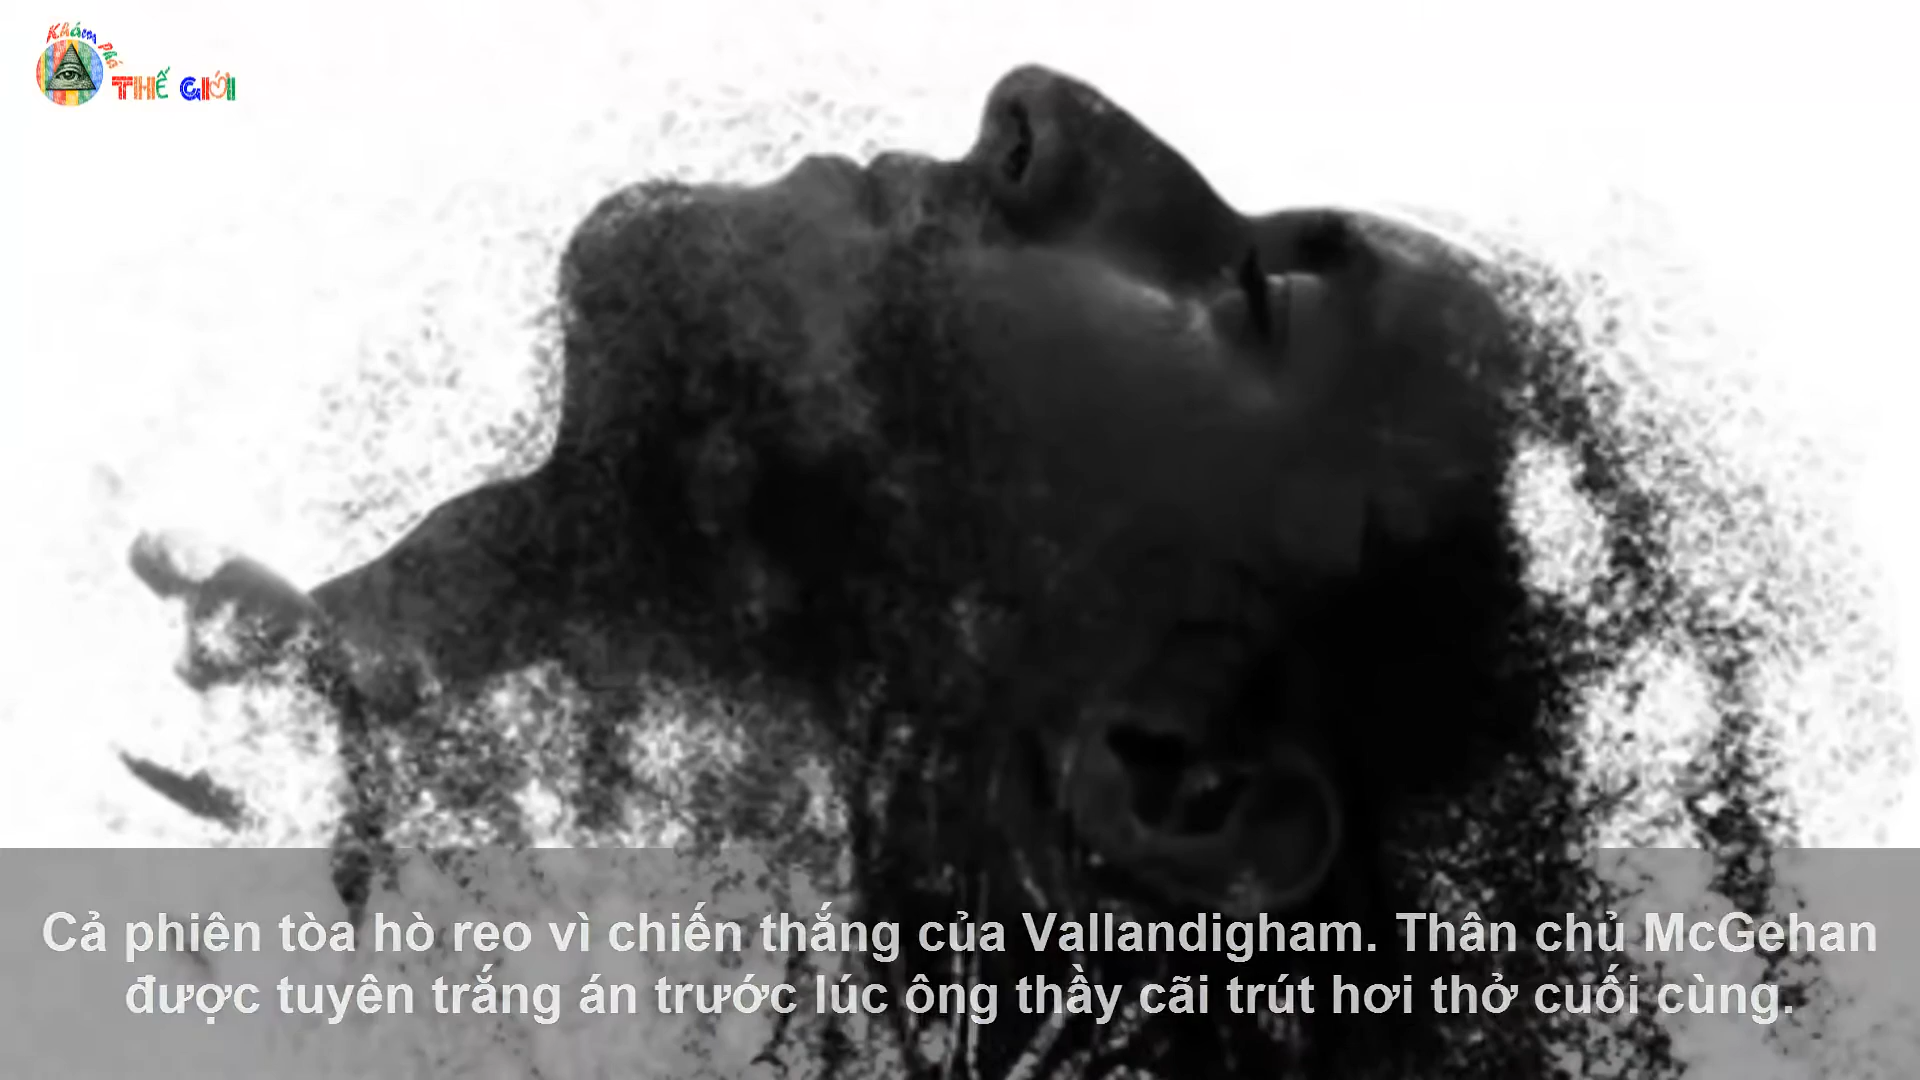 Khám Phá
THẾ GIỚI
Cả phiên tòa hò reo vì chiến thắng của Vallandigham. Thân chủ McGehan
được tuyên trắng án trước lúc ông thầy cãi trút hơi thở cuối cùng.